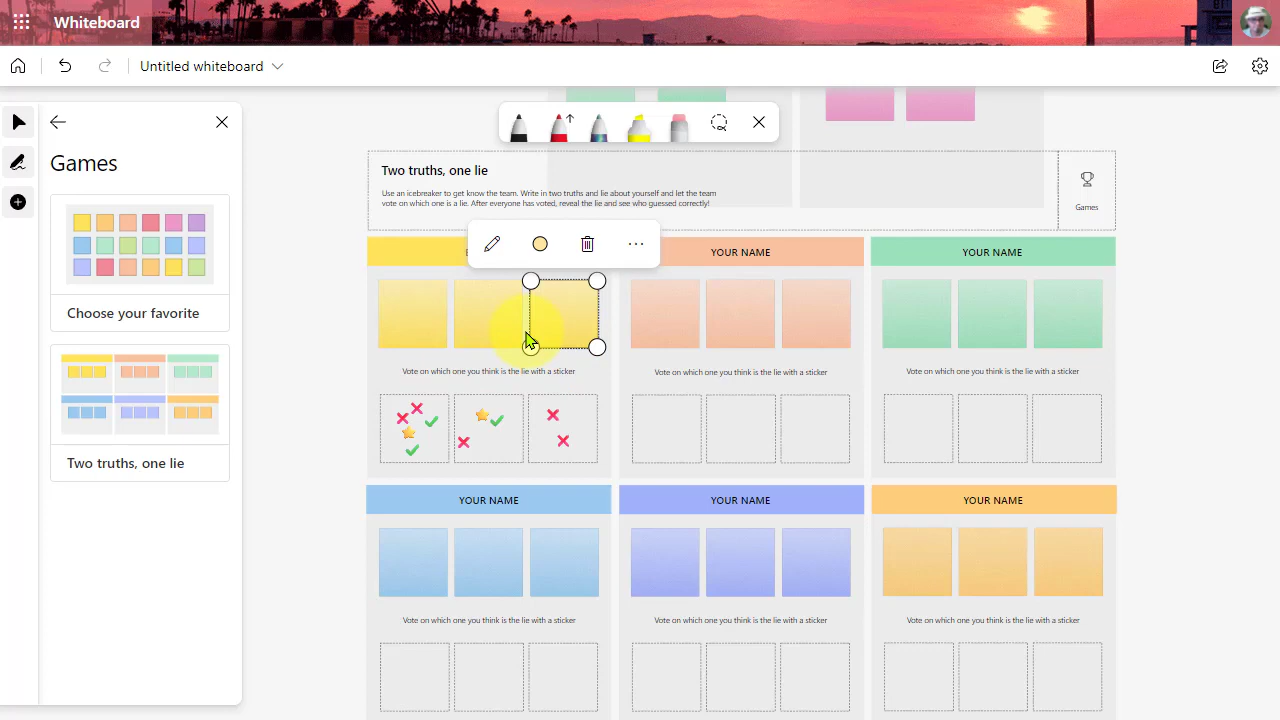 Whiteboard
Untitled whiteboard
Games
Choose your favorite
Two truths, one lie
Two truths, one lie
Use an icebreaker to get know the team. Write in two truths and lie about yourself and let the team
vote on which one is a lie. After everyone has voted, reveal the lie and see who guessed correctly!
Games
YOUR NAME
YOUR NAME
Vote on which one you think is the lie with a sticker
Vote on which one you think is the lie with a sticker
Vote on which one you think is the lie with a sticker
YOUR NAME
YOUR NAME
YOUR NAME
Vote on which one you think is the lie with a sticker
Vote on which one you think is the lie with a sticker
Vote on which one you think is the lie with a sticker